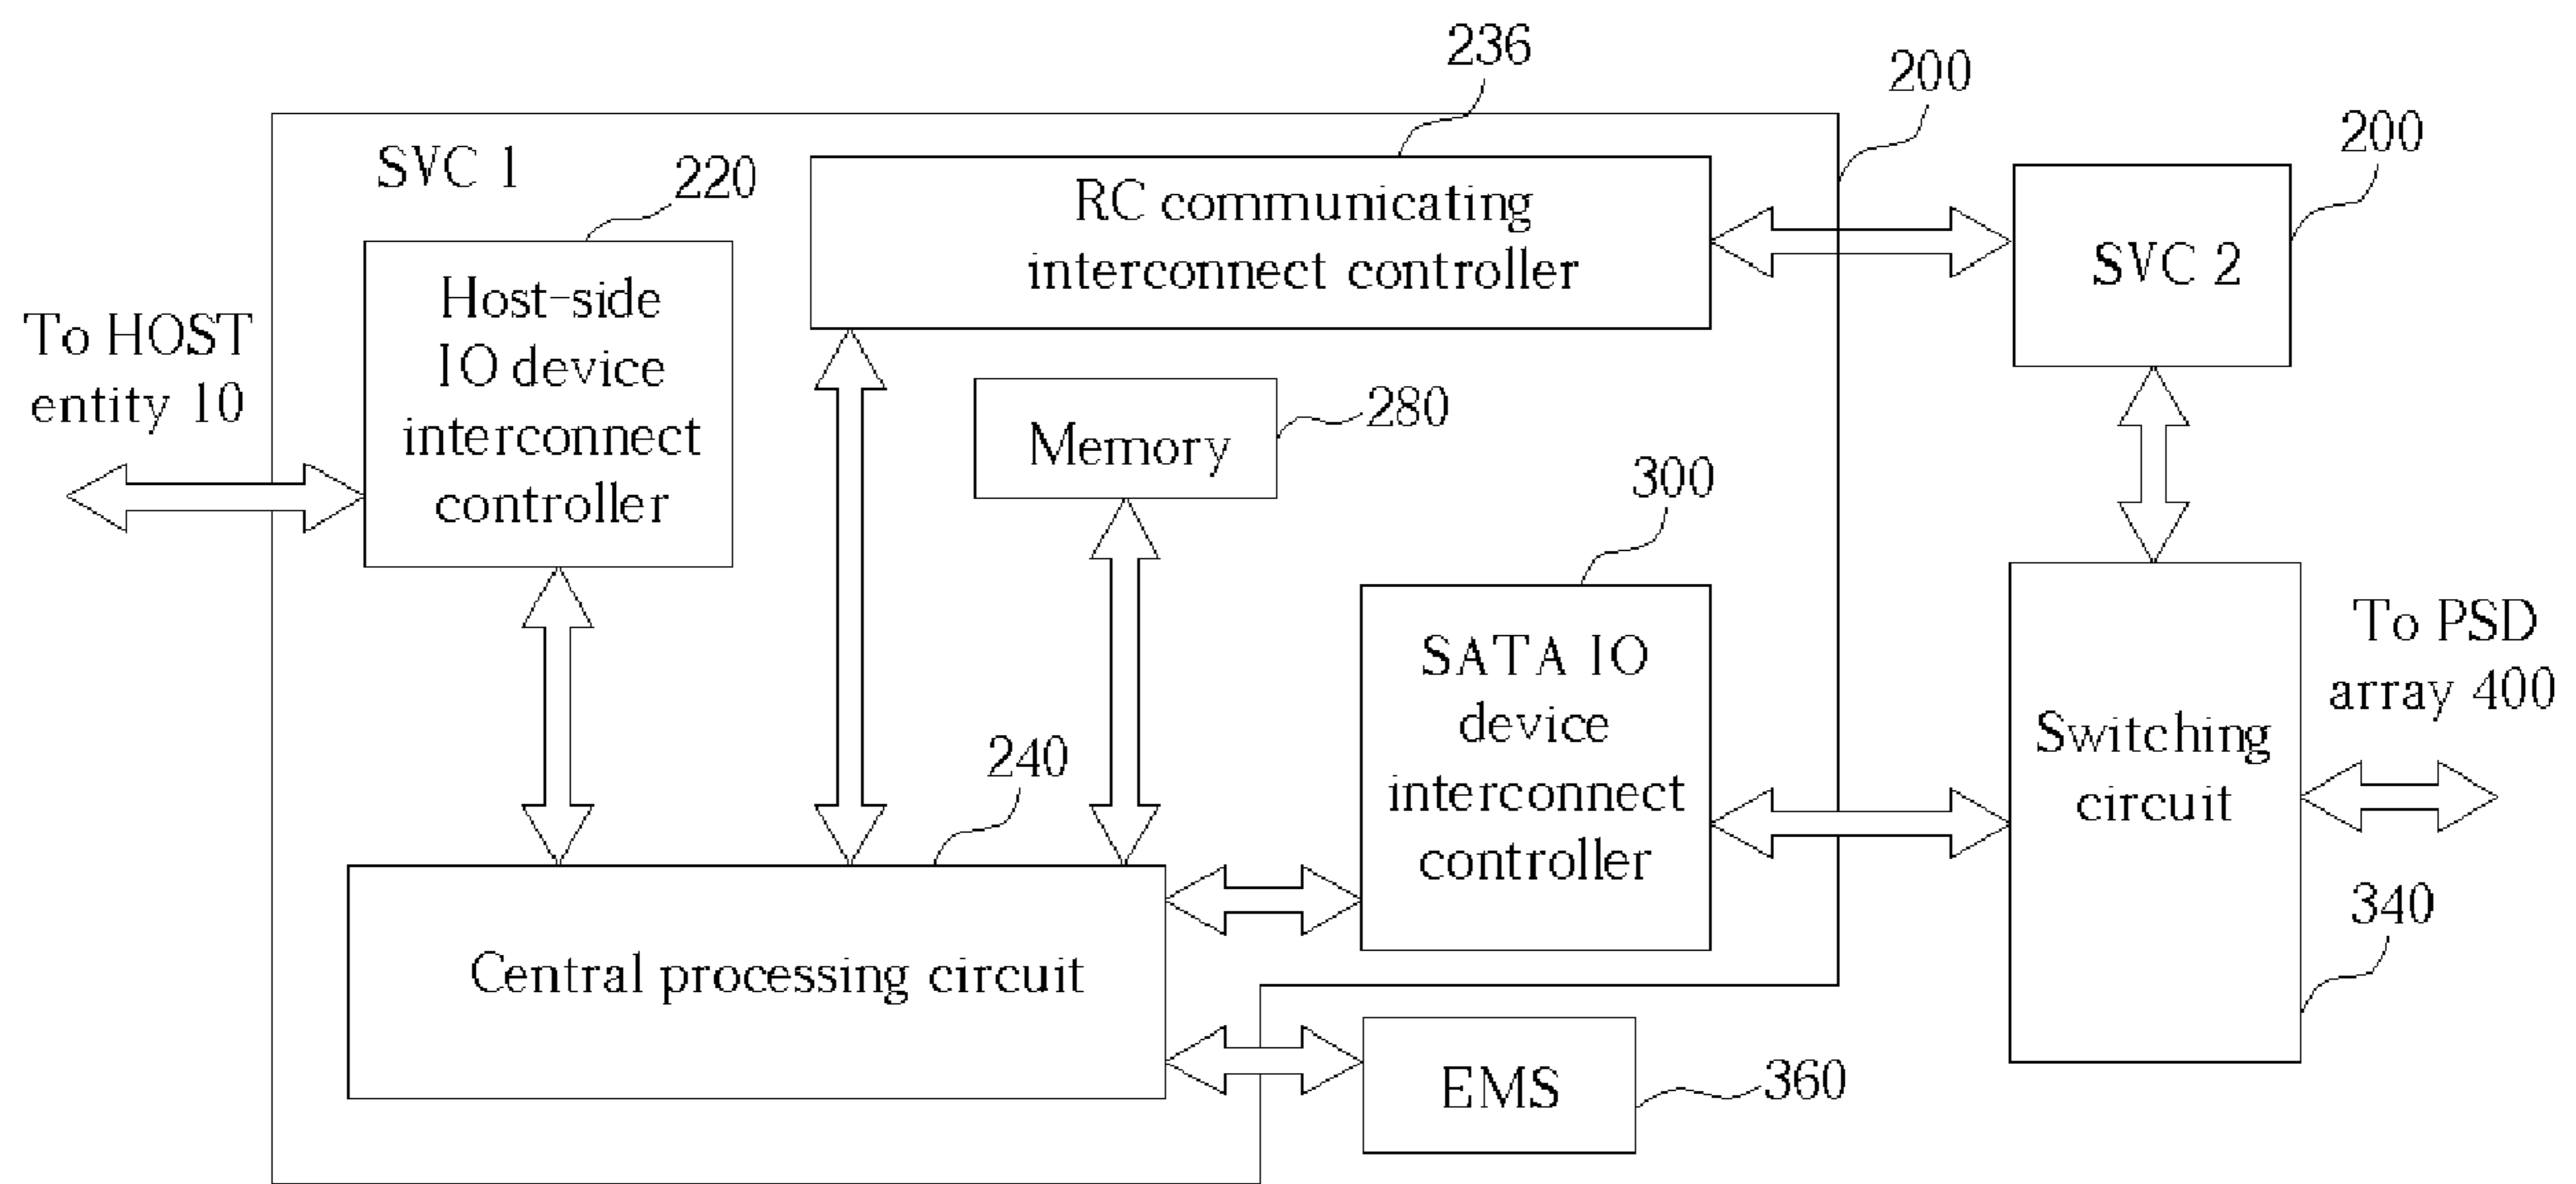 236
200
200
SVC 1
220
RC communicating
interconnect controller
SVC 2
Host-side
IO device
interconnect
controller
To HOST
entity 10
Memory
280
300
SATA IO
device
interconnect
controller
To PSD
array 400
Switching
circuit
240
340
Central processing circuit
EMS
360